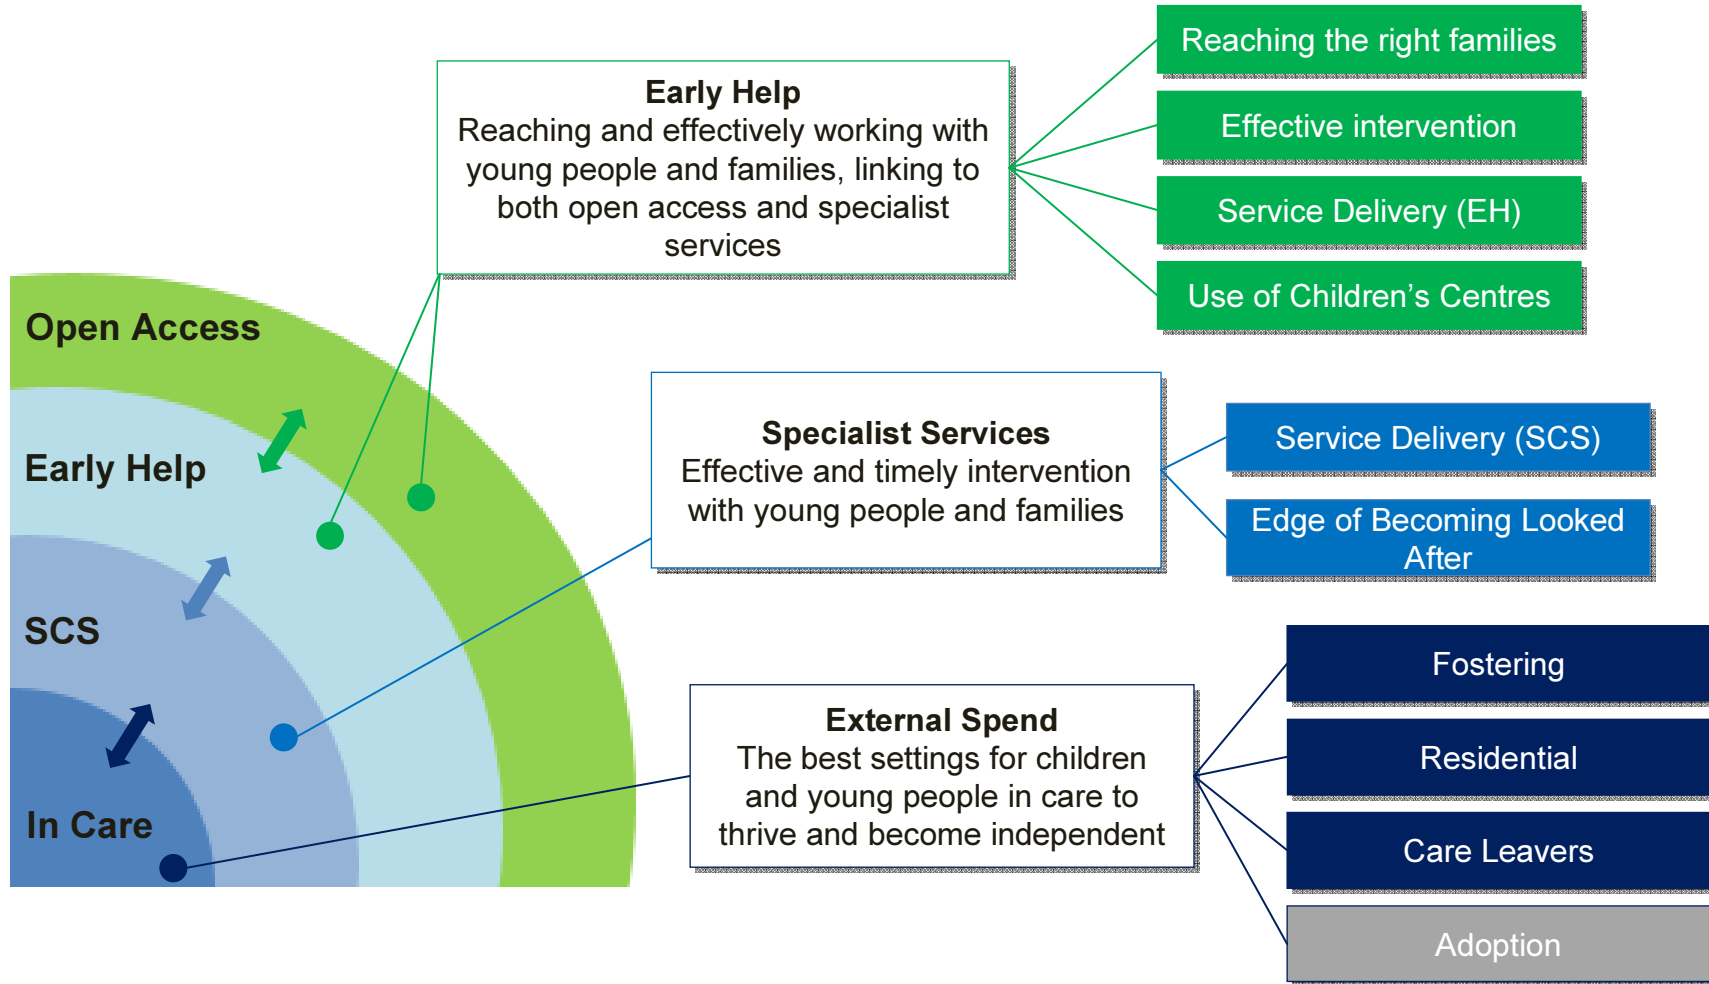 Open Access
Early Help
SCS
In Care
Early Help
Reaching and effectively working with
young people and families, linking to
both open access and specialist
services
Reaching the right families
Effective intervention
Service Delivery (EH)
Use of Children’s Centres
Specialist Services
Effective and timely intervention
with young people and families
Service Delivery (SCS)
Edge of Becoming Looked
After
External Spend
The best settings for children
and young people in care to
thrive and become independent
Fostering
Residential
Care Leavers
Adoption